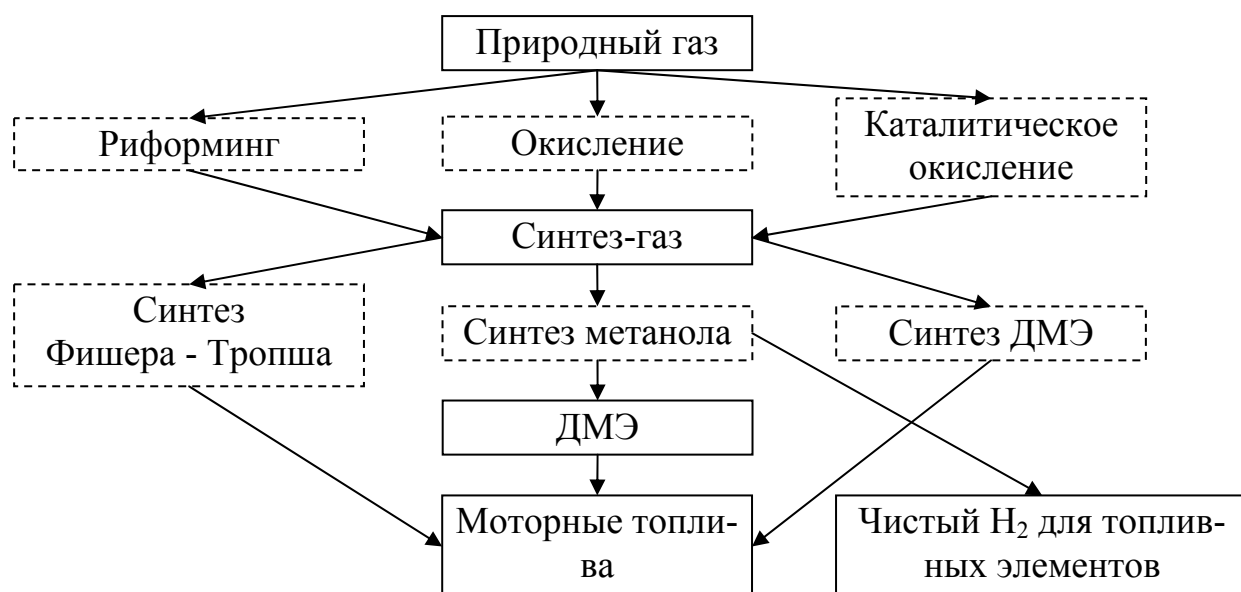 Природный газ
Риформинг
Окисление
Каталитическое
окисление
Синтез-газ
Синтез
Фишера - Тропша
Синтез метанола
Синтез ДМЭ
ДМЭ
Моторные топли-
ва
Чистый H₂ для топлив-
ных элементов